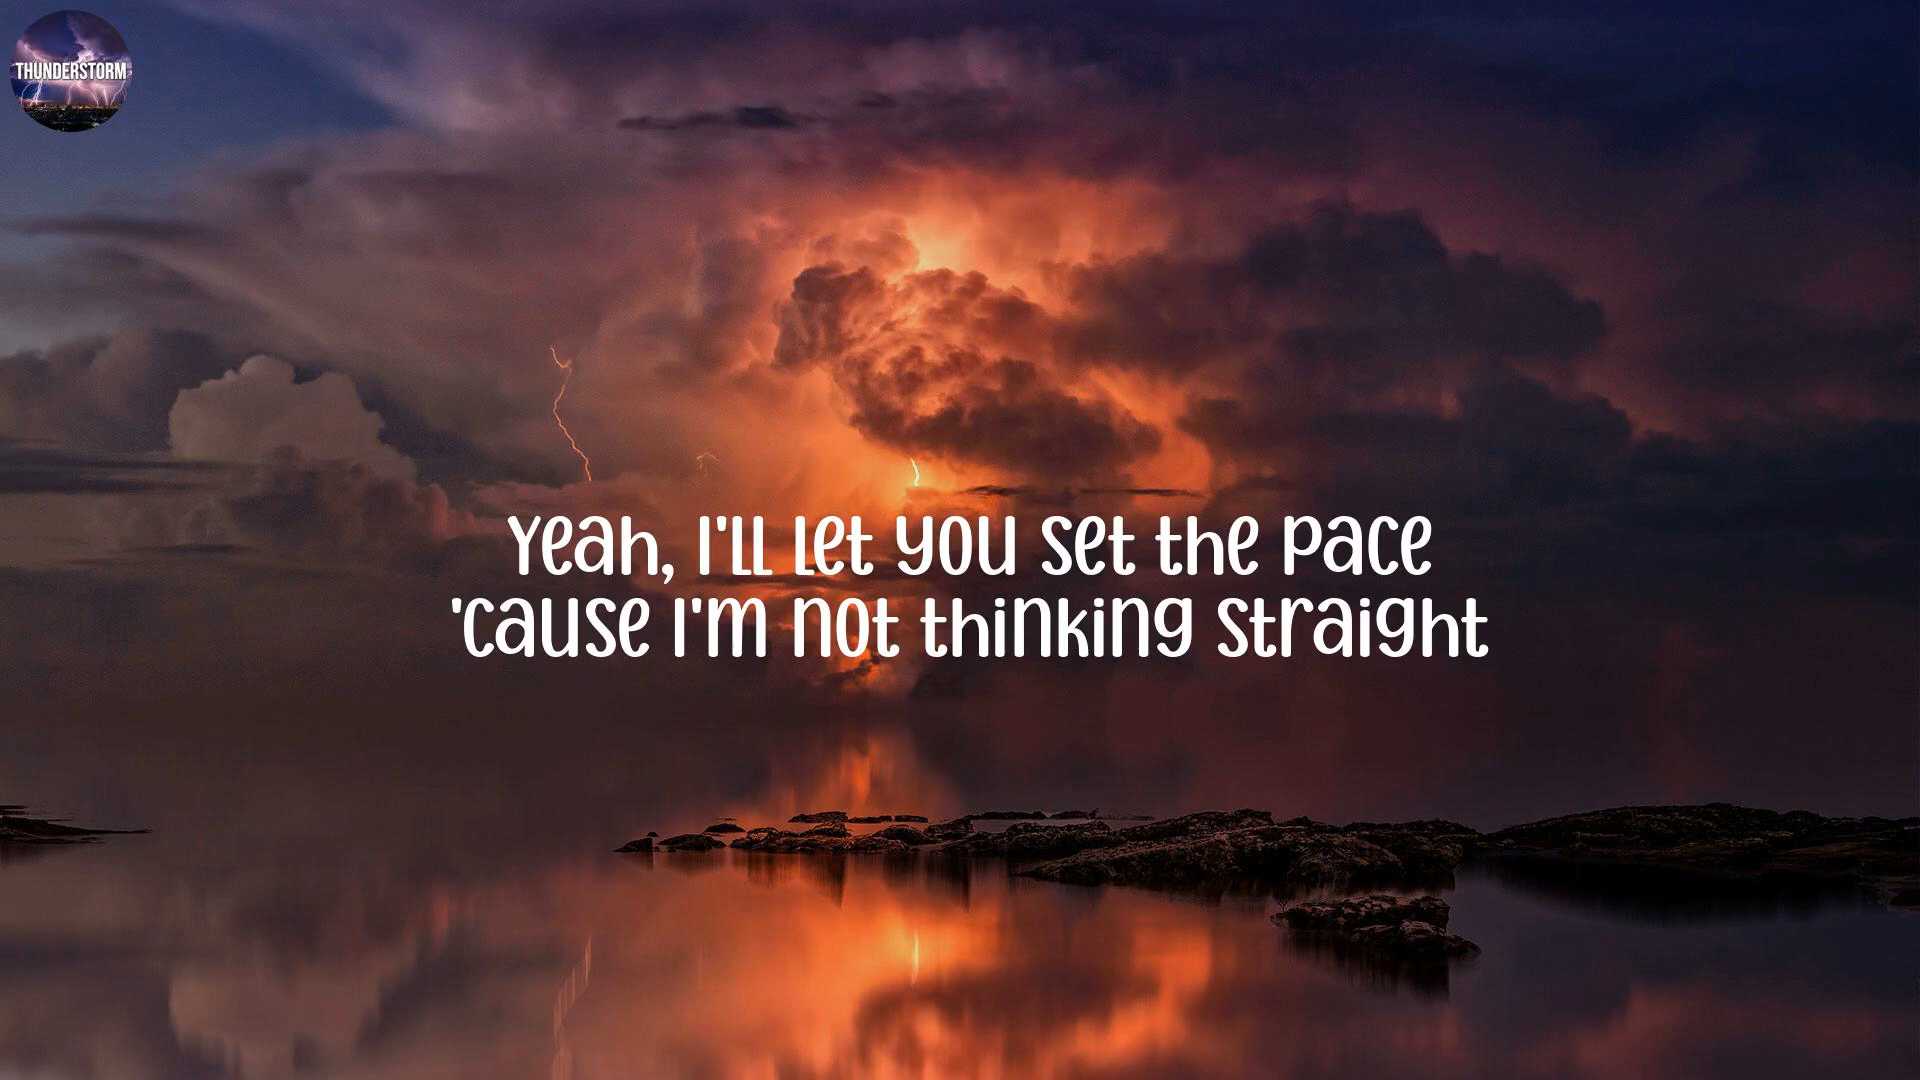 THUNDERSTORM
Yeah, I'll let you set the pace
'cause I'm not thinking straight